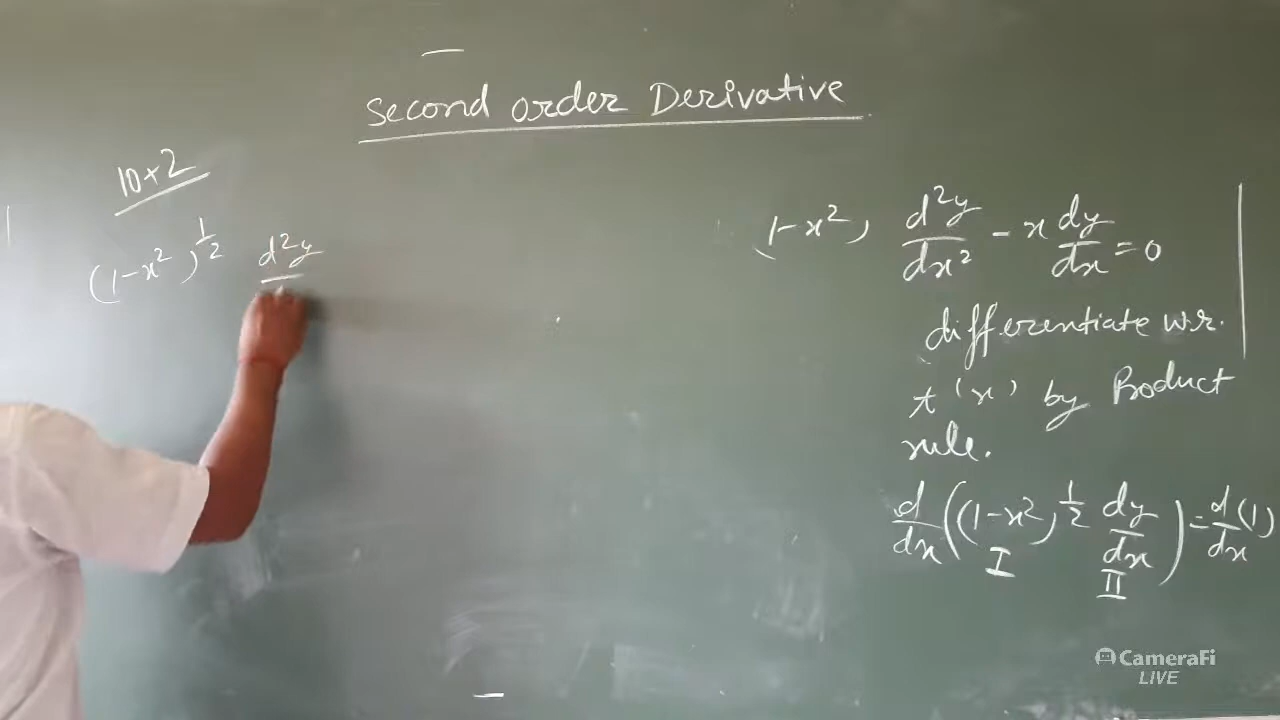 Second order Derivative
10+2
(1-x²)^{1/2} d²y
(1-x²) d²y/dx² - x dy/dx = 0
differentiate w.r.
t (x) by Product
rule.
d/dx((1-x²)^{1/2} dy/dx) = d/dx(1)
I II
CameraFi
LIVE